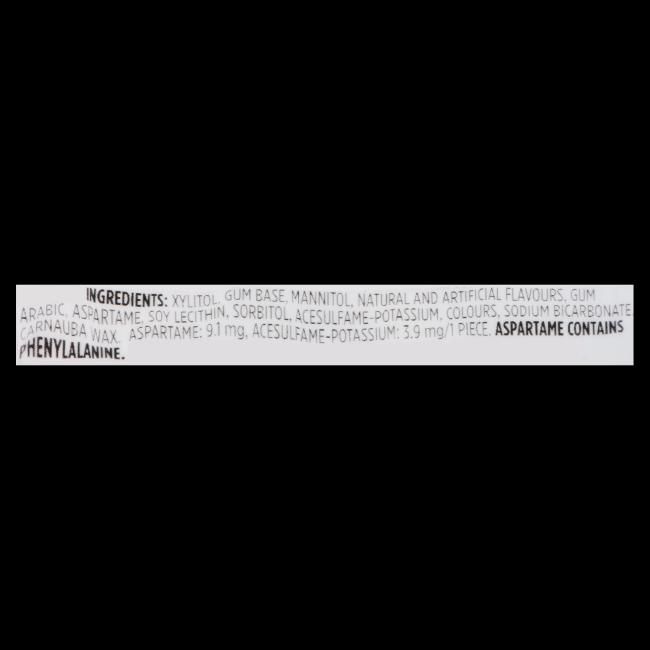 INGREDIENTS: XYLITOL, GUM BASE, MANNITOL, NATURAL AND ARTIFICIAL FLAVOURS, GUM
ARABIC, ASPARTAME, SOY LECITHIN, SORBITOL, ACESULFAME-POTASSIUM, COLOURS, SODIUM BICARBONATE,
CARNAUBA WAX. ASPARTAME: 9.1 mg, ACESULFAME-POTASSIUM: 3.9 mg/1 PIECE. ASPARTAME CONTAINS
PHENYLALANINE.